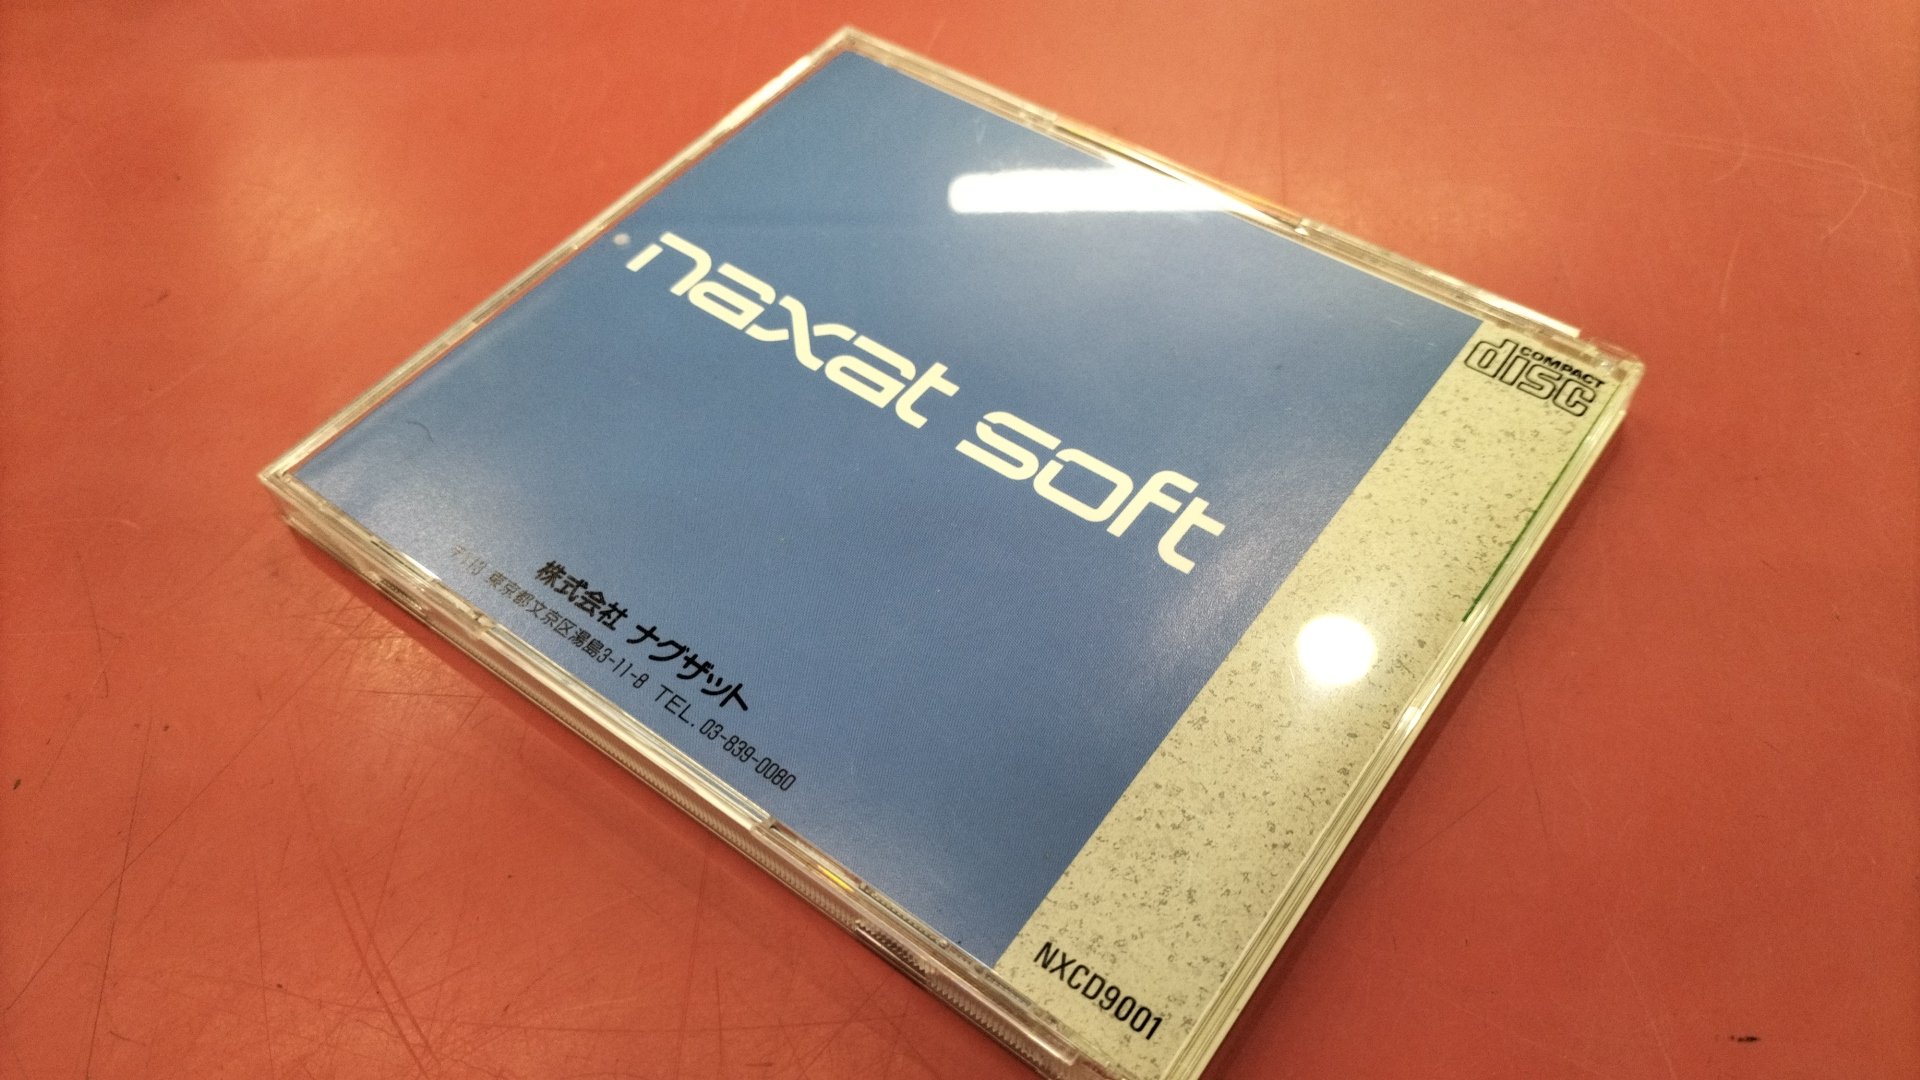 naxat soft
COMPACT
disc
株式会社 ナグザット
〒113 東京都文京区湯島3-11-8 TEL. 03-839-0080
NXCD9001